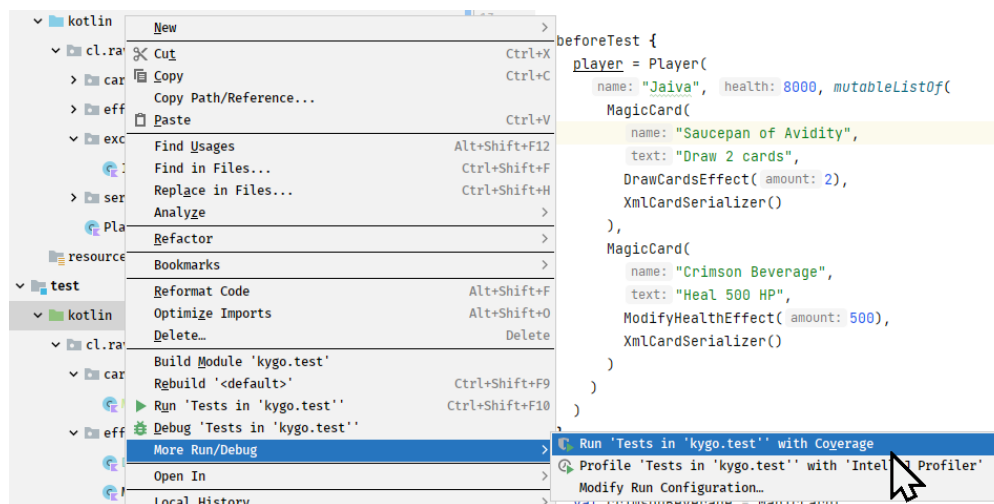 kotlin
cl.ra
car
eff
exc
ser
Pla
resource
test
kotlin
cl.ra
car
eff
New
Cut Ctrl+X
Copy Ctrl+C
Copy Path/Reference...
Paste Ctrl+V
Find Usages Alt+Shift+F12
Find in Files... Ctrl+Shift+F
Replace in Files... Ctrl+Shift+H
Analyze
Refactor
Bookmarks
Reformat Code Alt+Shift+F
Optimize Imports Alt+Shift+O
Delete… Delete
Build Module 'kygo.test'
Rebuild '<default>' Ctrl+Shift+F9
Run 'Tests in 'kygo.test'' Ctrl+Shift+F10
Debug 'Tests in 'kygo.test''
More Run/Debug
Open In
Local History
beforeTest {
player = Player(
name: "Jaiva", health: 8000, mutableListOf(
MagicCard(
name: "Saucepan of Avidity",
text: "Draw 2 cards",
DrawCardsEffect( amount: 2),
XmlCardSerializer()
),
MagicCard(
name: "Crimson Beverage",
text: "Heal 500 HP",
ModifyHealthEffect( amount: 500),
XmlCardSerializer()
)
)
)
Run 'Tests in 'kygo.test'' with Coverage
Profile 'Tests in 'kygo.test'' with 'Intel Profiler'
Modify Run Configuration…